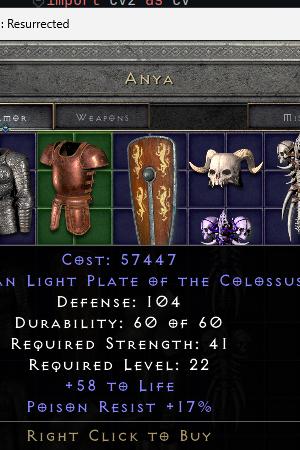 import cv2 as cv
: Resurrected
Anya
Weapons
Cost: 57447
Light Plate of the Colossus
Defense: 104
Durability: 60 of 60
Required Strength: 41
Required Level: 22
+58 to Life
Poison Resist +17%
Right Click to Buy